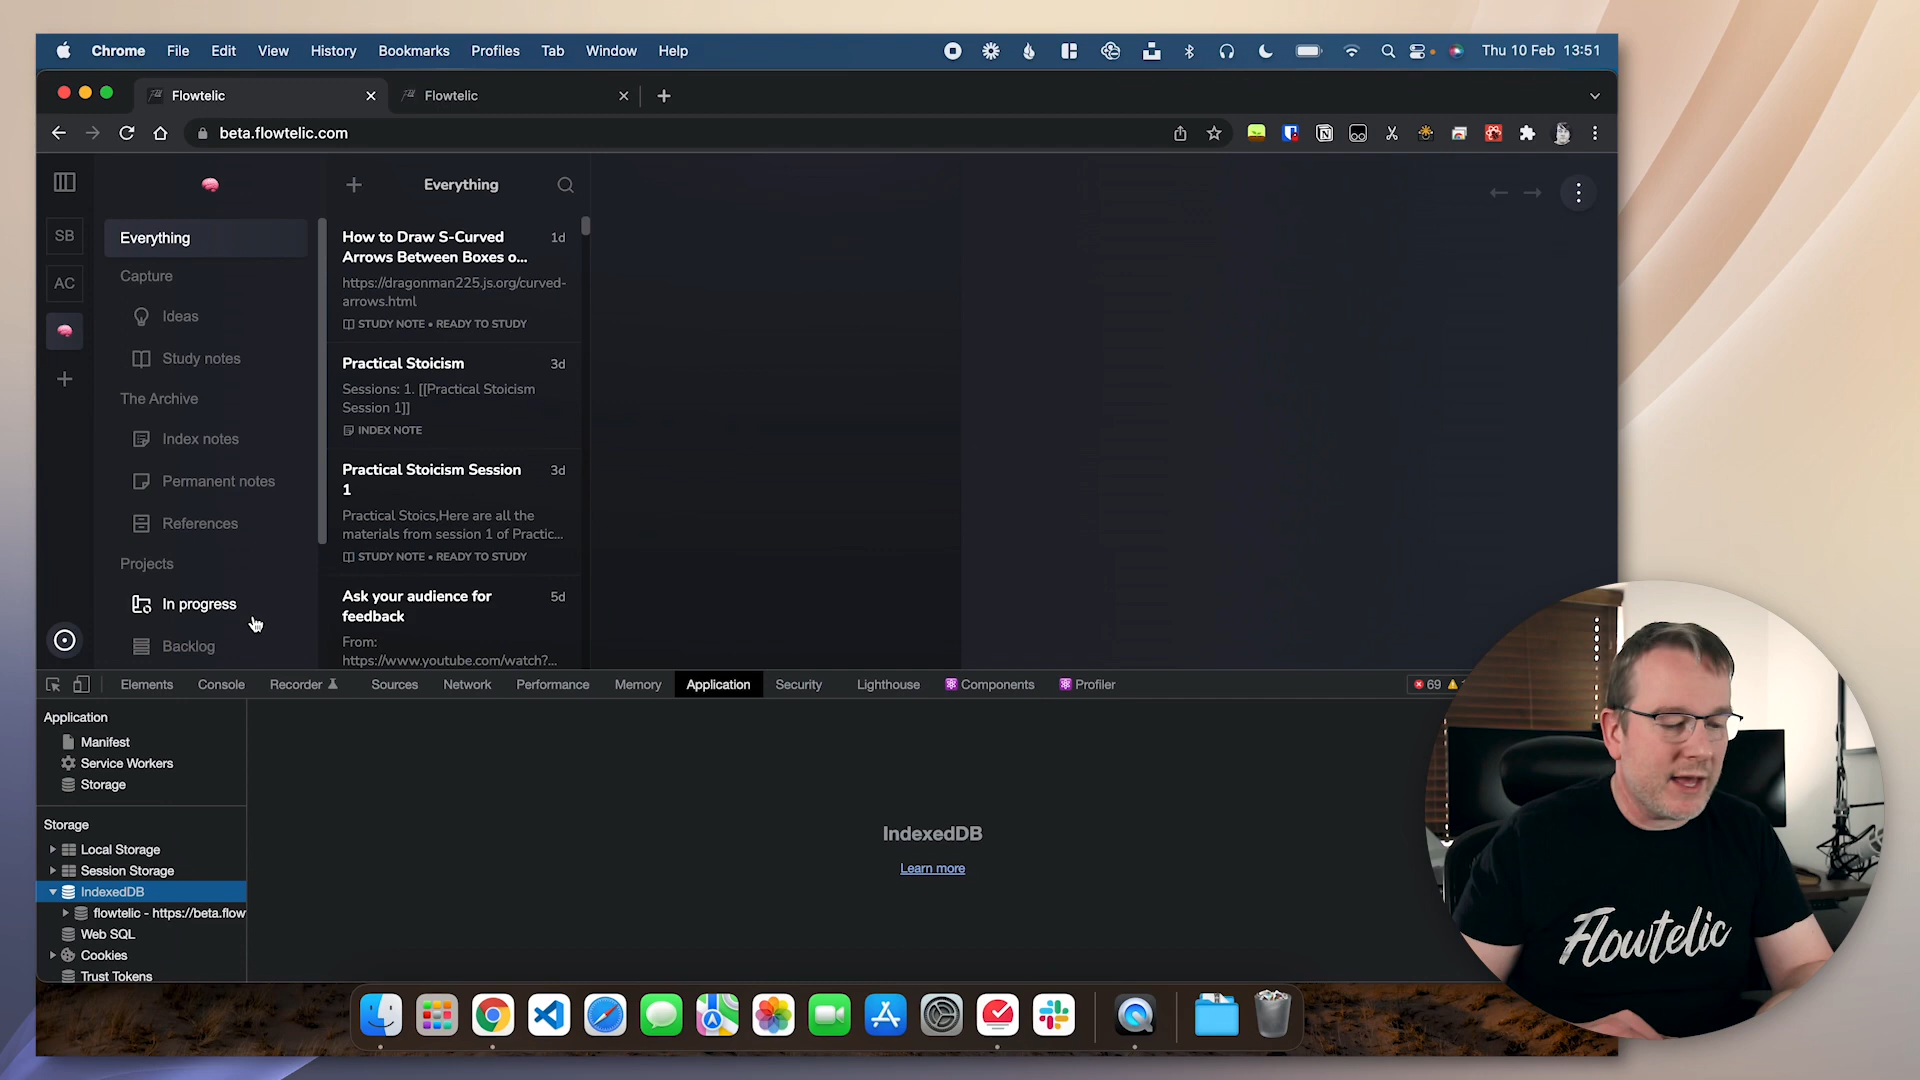 Chrome File Edit View History Bookmarks Profiles Tab Window Help
Thu 10 Feb 13:51
Flowtelic
Flowtelic
beta.flowtelic.com
SB
AC
Everything
Capture
Ideas
Study notes
The Archive
Index notes
Permanent notes
References
Projects
In progress
Backlog
Everything
How to Draw S-Curved
Arrows Between Boxes o...
1d
https://dragonman225.js.org/curved-
arrows.html
STUDY NOTE • READY TO STUDY
Practical Stoicism
3d
Sessions: 1. [[Practical Stoicism
Session 1]]
INDEX NOTE
Practical Stoicism Session
1
3d
Practical Stoics,Here are all the
materials from session 1 of Practic...
STUDY NOTE • READY TO STUDY
Ask your audience for
feedback
5d
From:
https://www.youtube.com/watch?...
Elements Console Recorder Sources Network Performance Memory Application Security Lighthouse Components Profiler
69
Application
Manifest
Service Workers
Storage
Storage
Local Storage
Session Storage
IndexedDB
flowtelic - https://beta.flow
Web SQL
Cookies
Trust Tokens
IndexedDB
Learn more
Flowtelic